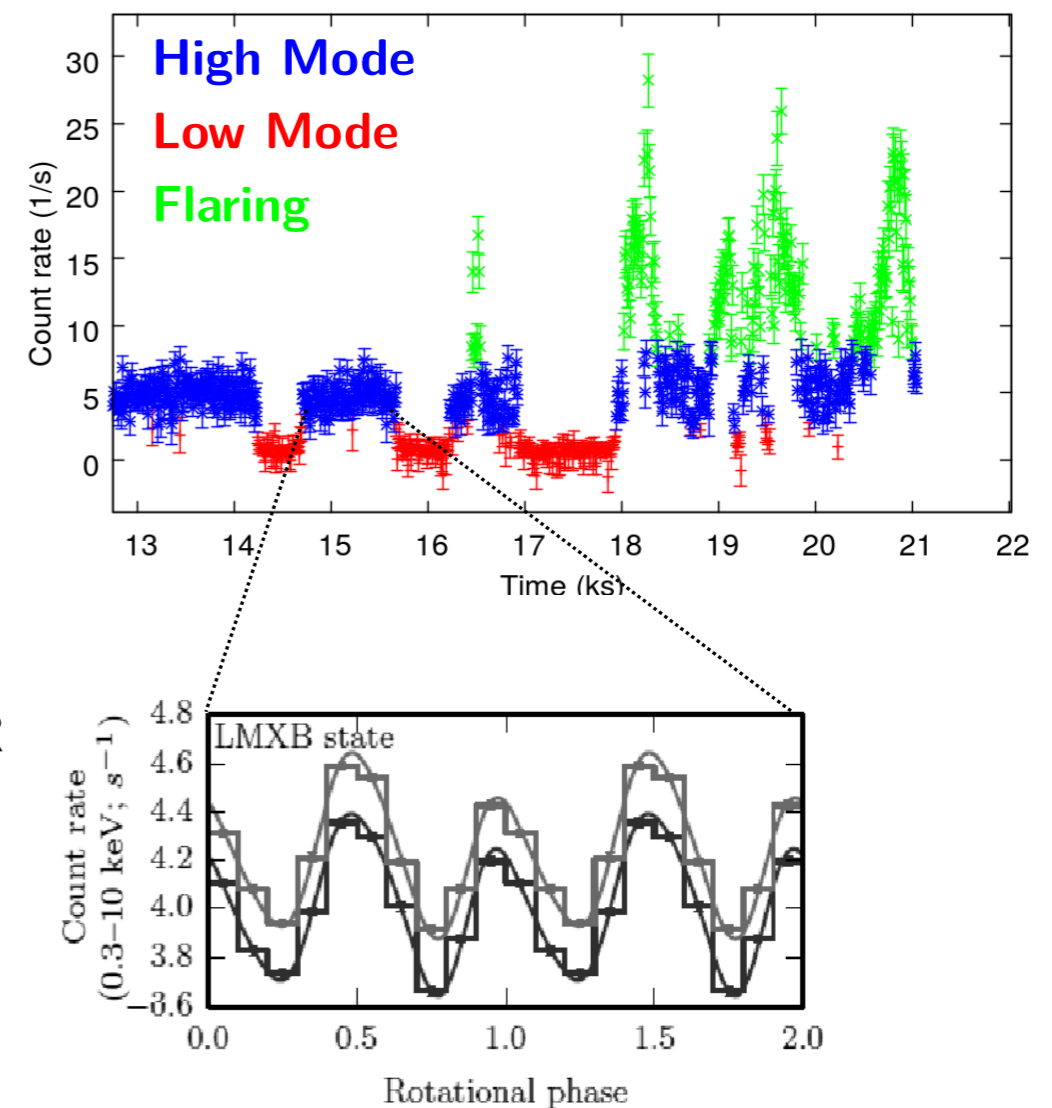 High Mode
Low Mode
Flaring
Count rate (1/s)
30
25
20
15
10
5
0
13 14 15 16 17 18 19 20 21 22
Time (ks)
LMXB state
Count rate
(0.3–10 keV; s−1)
4.8
4.6
4.4
4.2
4.0
3.8
3.6
0.0 0.5 1.0 1.5 2.0
Rotational phase